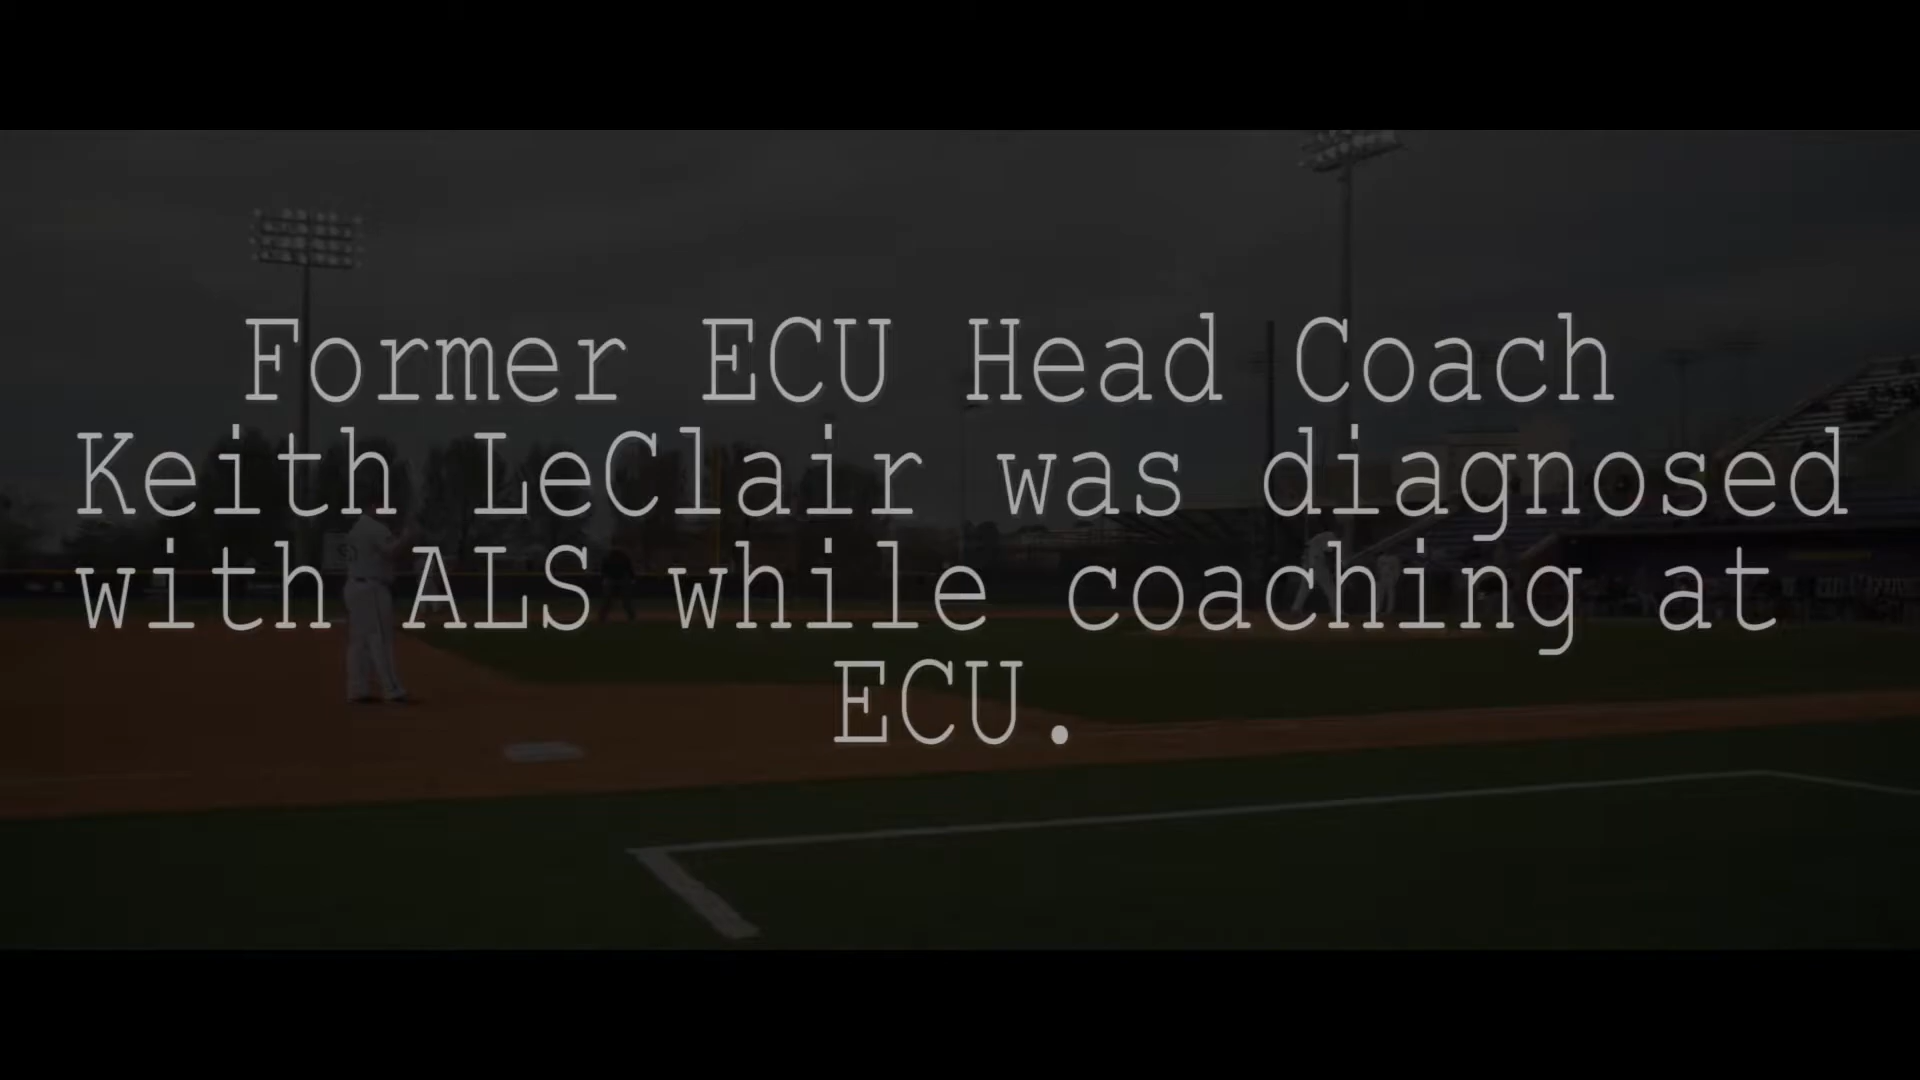 Former ECU Head Coach
Keith LeClair was diagnosed
with ALS while coaching at
ECU.